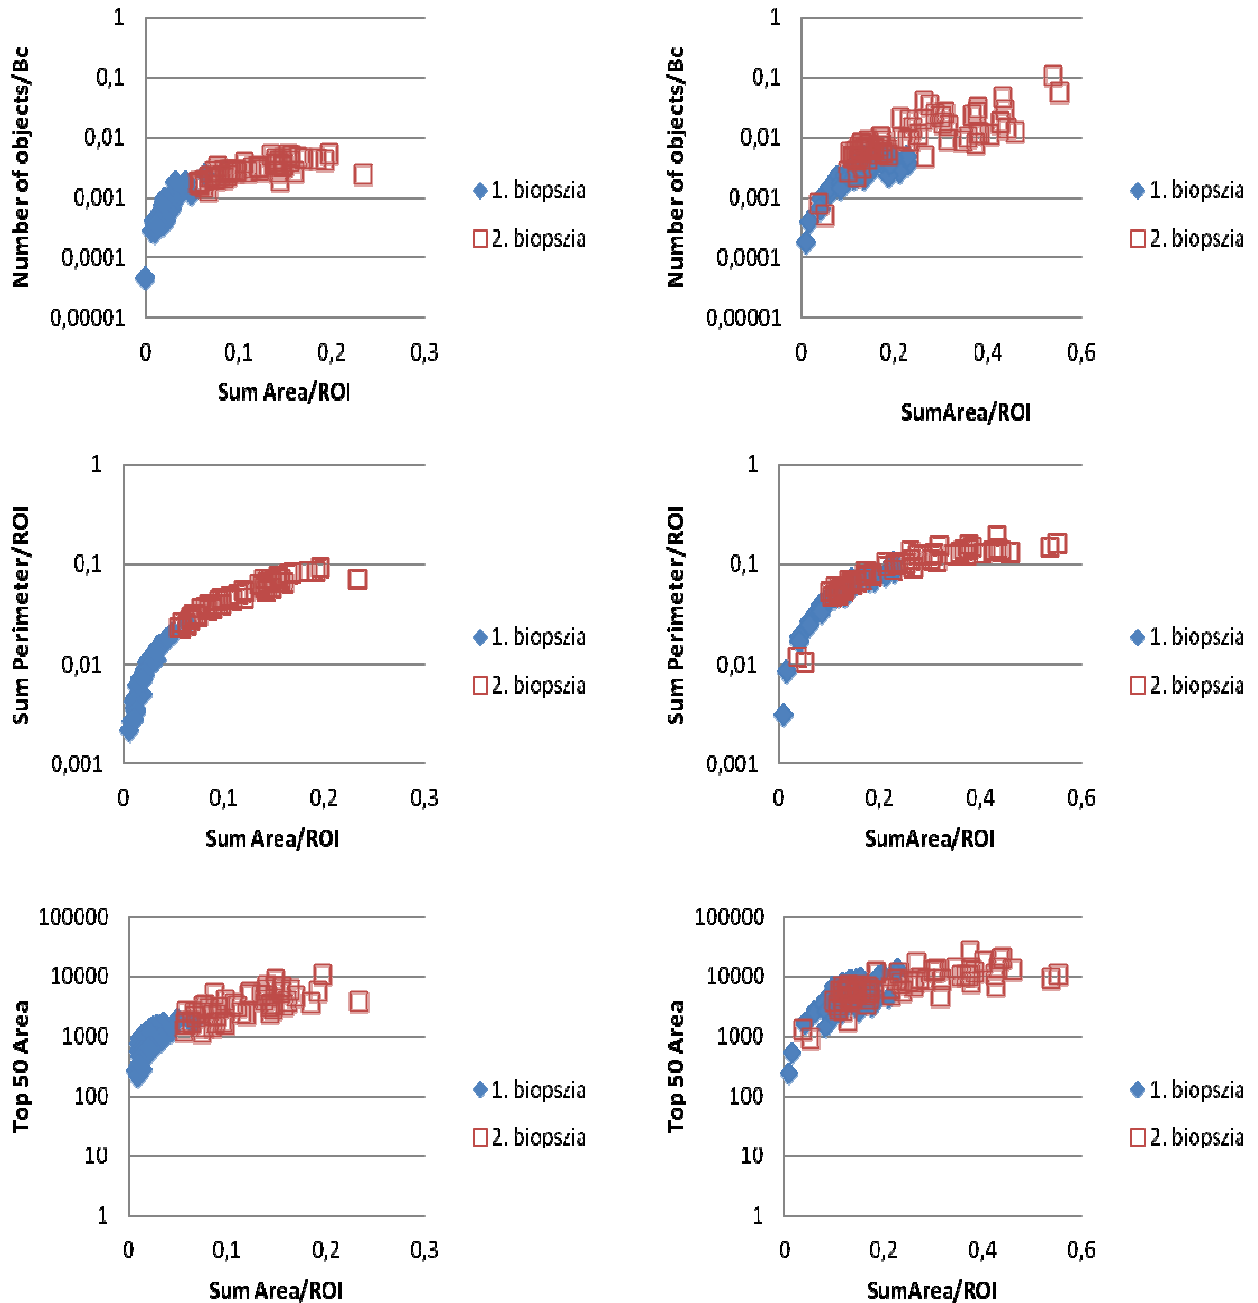 Number of objects/Bc
1
0,1
0,01
0,001
0,0001
0,00001
0 0,1 0,2 0,3
Sum Area/ROI
1. biopszia
2. biopszia
Number of objects/Bc
1
0,1
0,01
0,001
0,0001
0,00001
0 0,2 0,4 0,6
SumArea/ROI
1. biopszia
2. biopszia
Sum Perimeter/ROI
1
0,1
0,01
0,001
0 0,1 0,2 0,3
Sum Area/ROI
1. biopszia
2. biopszia
Sum Perimeter/ROI
1
0,1
0,01
0,001
0 0,2 0,4 0,6
SumArea/ROI
1. biopszia
2. biopszia
Top 50 Area
100000
10000
1000
100
10
1
0 0,1 0,2 0,3
Sum Area/ROI
1. biopszia
2. biopszia
Top 50 Area
100000
10000
1000
100
10
1
0 0,2 0,4 0,6
SumArea/ROI
1. biopszia
2. biopszia